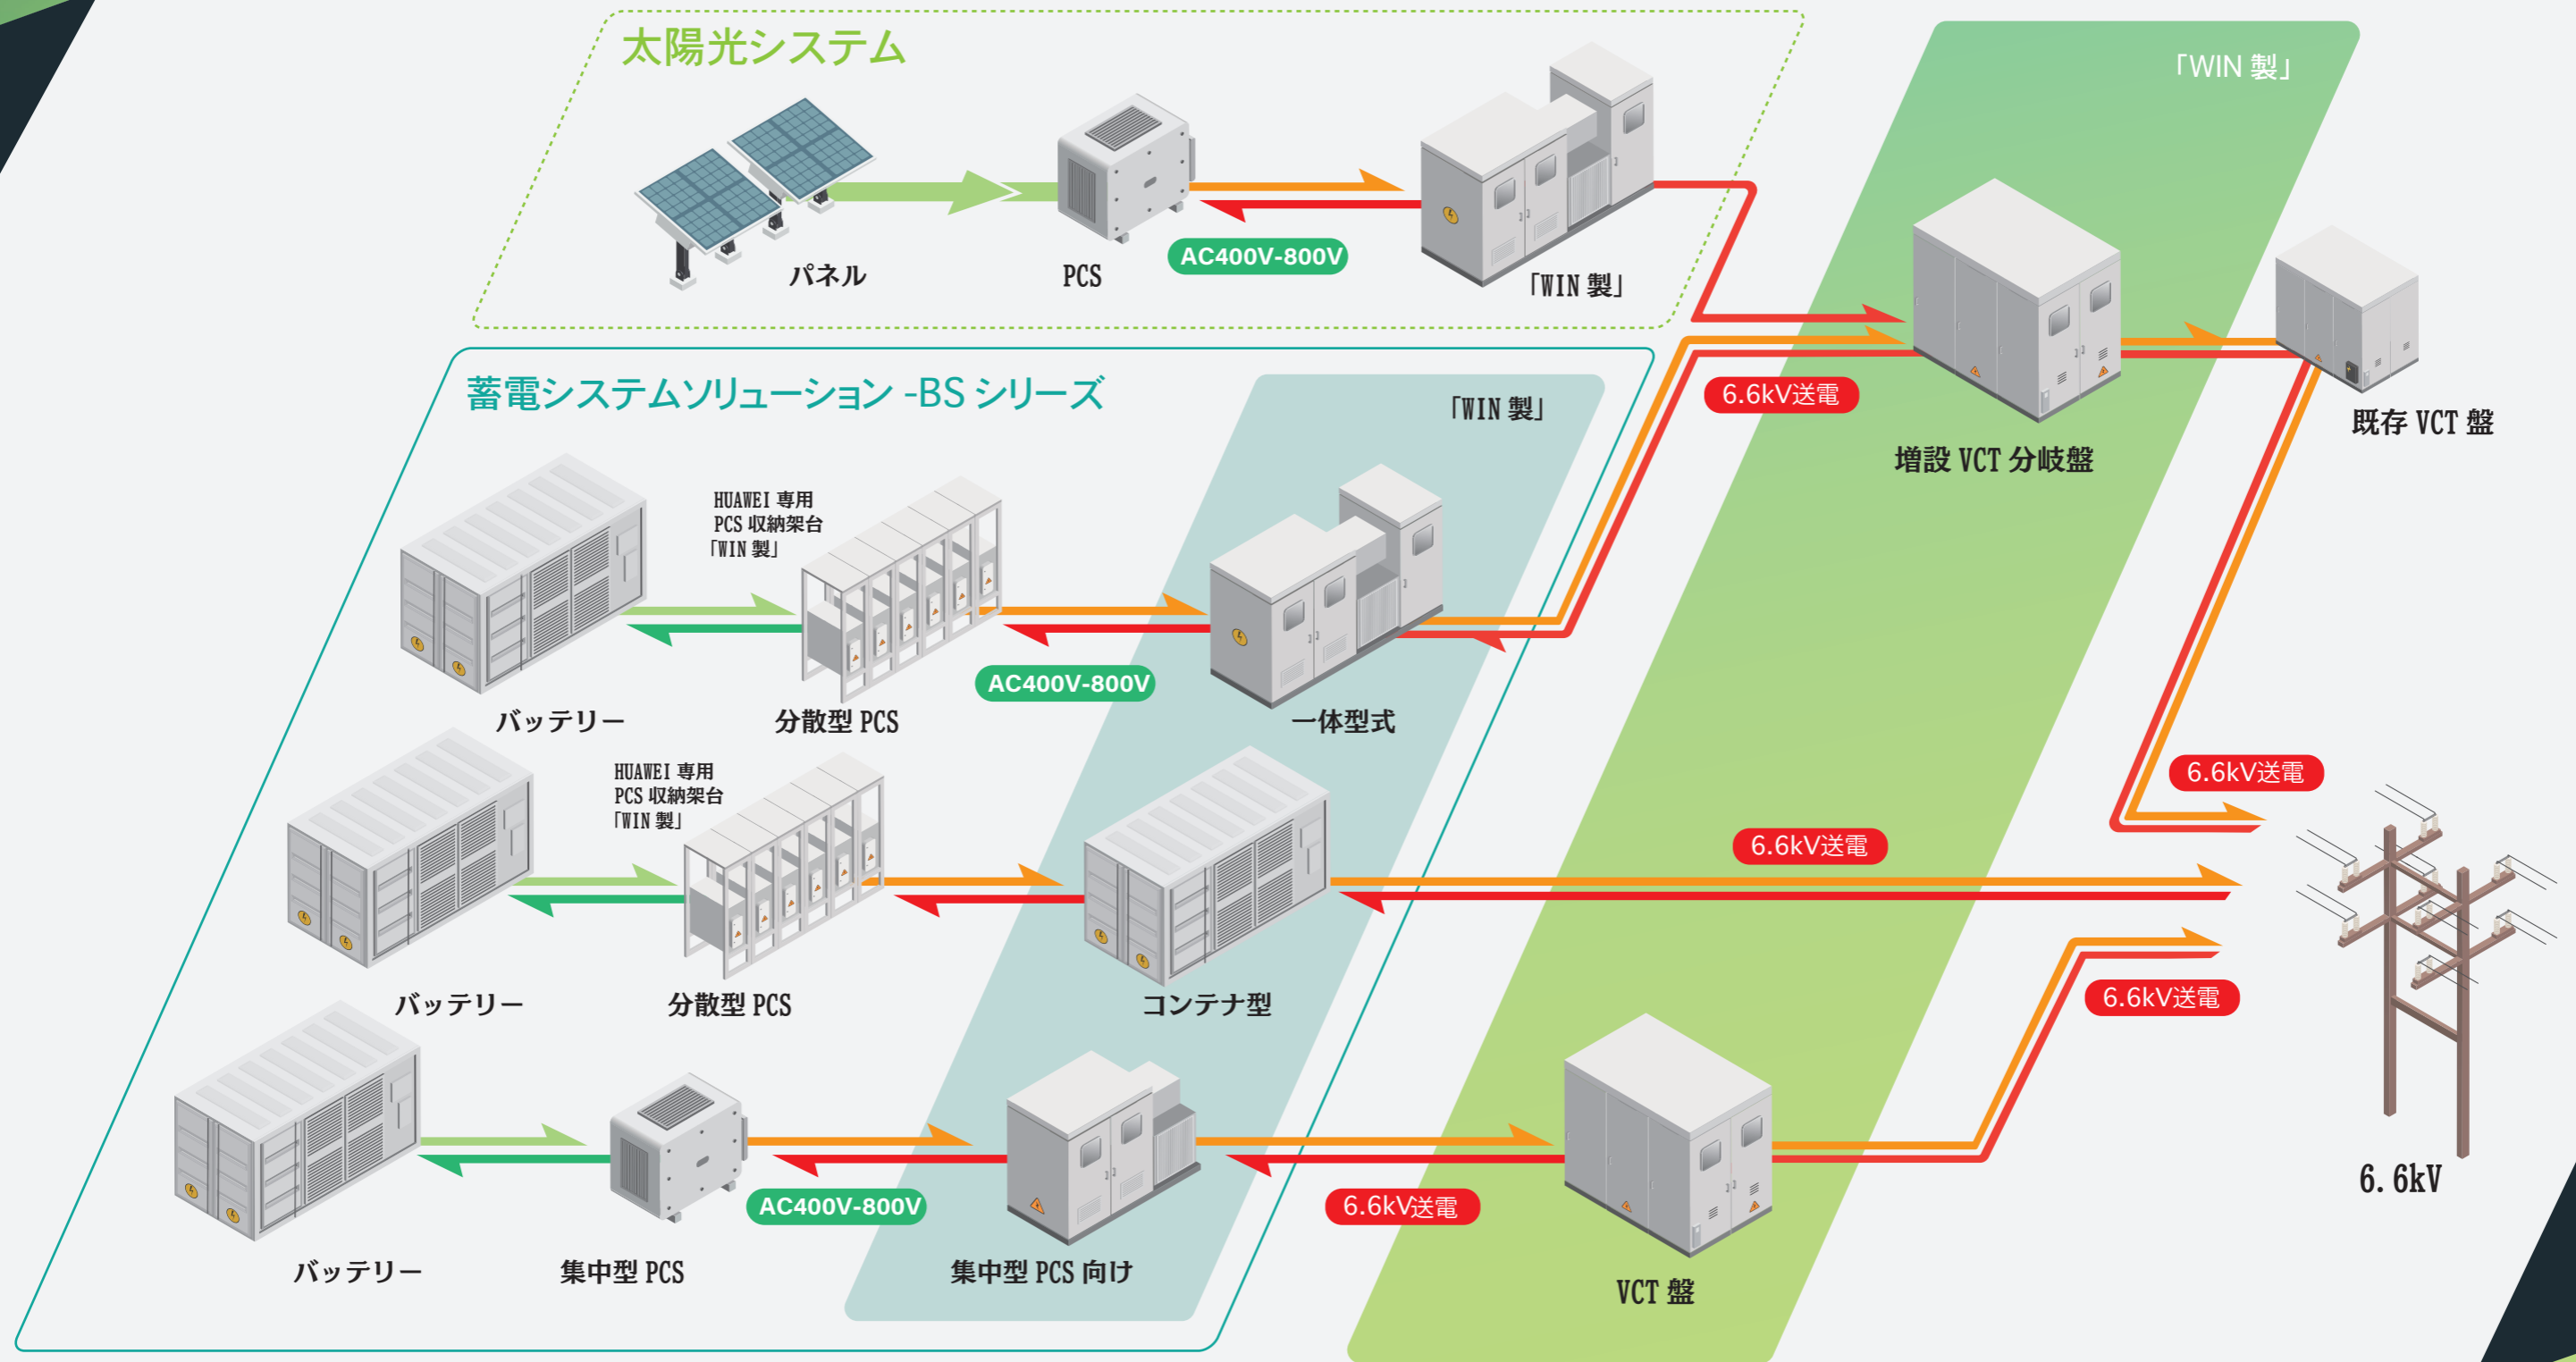 太陽光システム
「WIN 製」
パネル
PCS
AC400V-800V
「WIN 製」
蓄電システムソリューション -BS シリーズ
「WIN 製」
6.6kV送電
増設 VCT 分岐盤
既存 VCT 盤
HUAWEI 専用
PCS 収納架台
「WIN 製」
AC400V-800V
バッテリー
分散型 PCS
一体型式
HUAWEI 専用
PCS 収納架台
「WIN 製」
6.6kV送電
6.6kV送電
バッテリー
分散型 PCS
コンテナ型
6.6kV送電
AC400V-800V
6.6kV送電
6.6kV
バッテリー
集中型 PCS
集中型 PCS 向け
VCT 盤